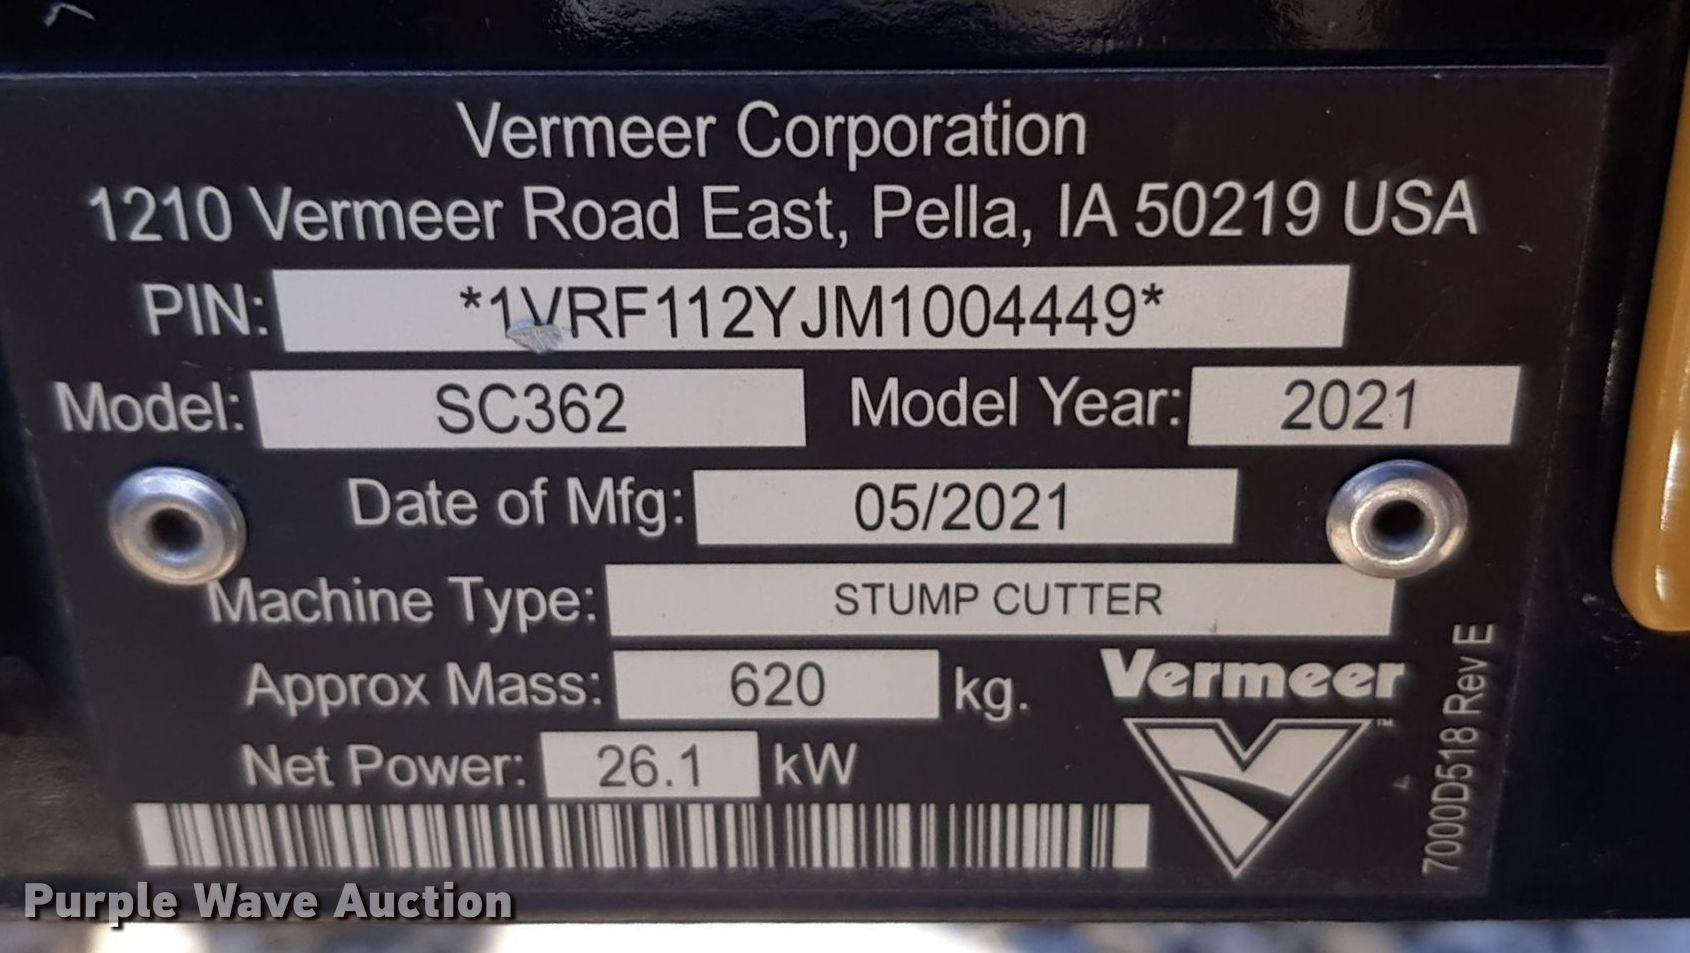 Vermeer Corporation
1210 Vermeer Road East, Pella, IA 50219 USA
PIN: *1VRF112YJM1004449*
Model: SC362 Model Year: 2021
Date of Mfg: 05/2021
Machine Type: STUMP CUTTER
Approx Mass: 620 kg.
Net Power: 26.1 kW
Vermeer
™
7000D518 Rev E
Purple Wave Auction